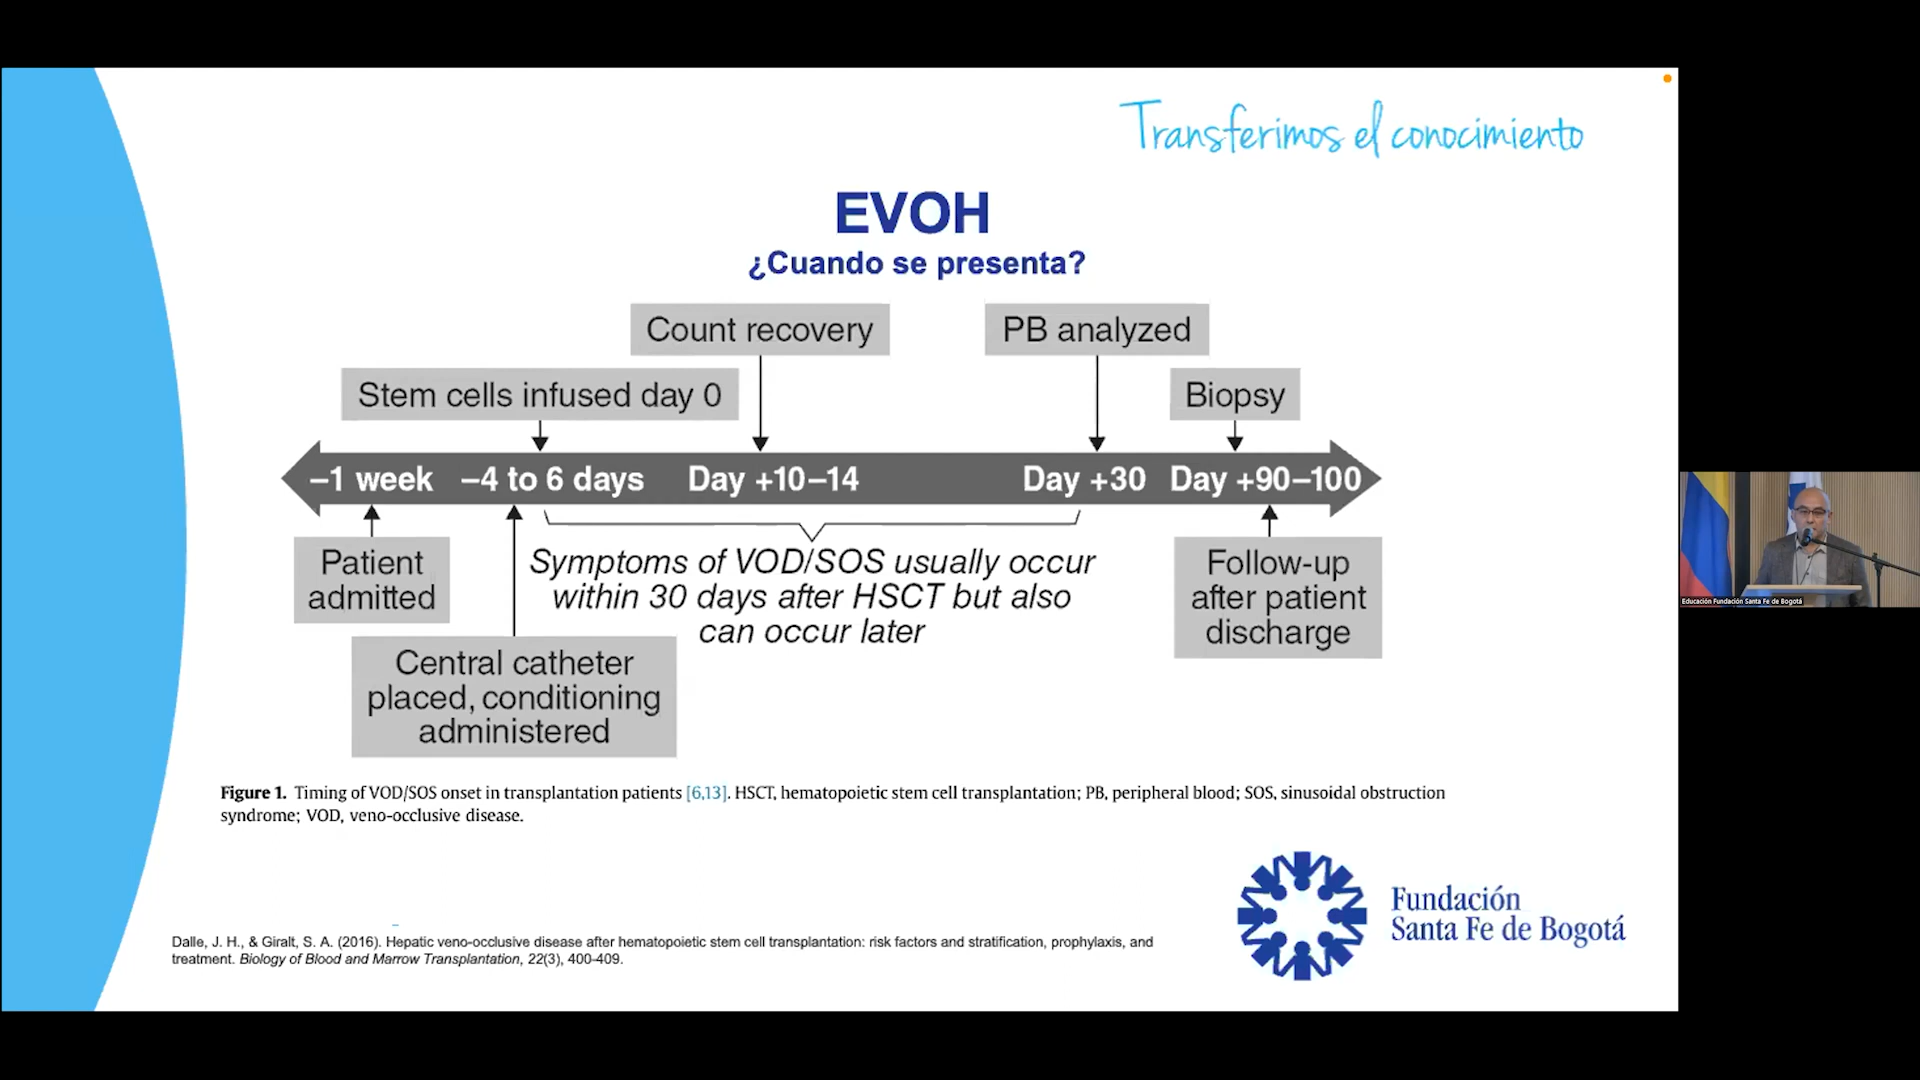 Transferimos el conocimiento
EVOH
¿Cuando se presenta?
Count recovery
PB analyzed
Stem cells infused day 0
Biopsy
–1 week
–4 to 6 days
Day +10–14
Day +30
Day +90–100
Patient
admitted
Symptoms of VOD/SOS usually occur
within 30 days after HSCT but also
can occur later
Follow-up
after patient
discharge
Central catheter
placed, conditioning
administered
Figure 1. Timing of VOD/SOS onset in transplantation patients [6,13]. HSCT, hematopoietic stem cell transplantation; PB, peripheral blood; SOS, sinusoidal obstruction
syndrome; VOD, veno-occlusive disease.
Dalle, J. H., & Giralt, S. A. (2016). Hepatic veno-occlusive disease after hematopoietic stem cell transplantation: risk factors and stratification, prophylaxis, and
treatment. Biology of Blood and Marrow Transplantation, 22(3), 400-409.
Fundación
Santa Fe de Bogotá
Educación Fundación Santa Fe de Bogotá